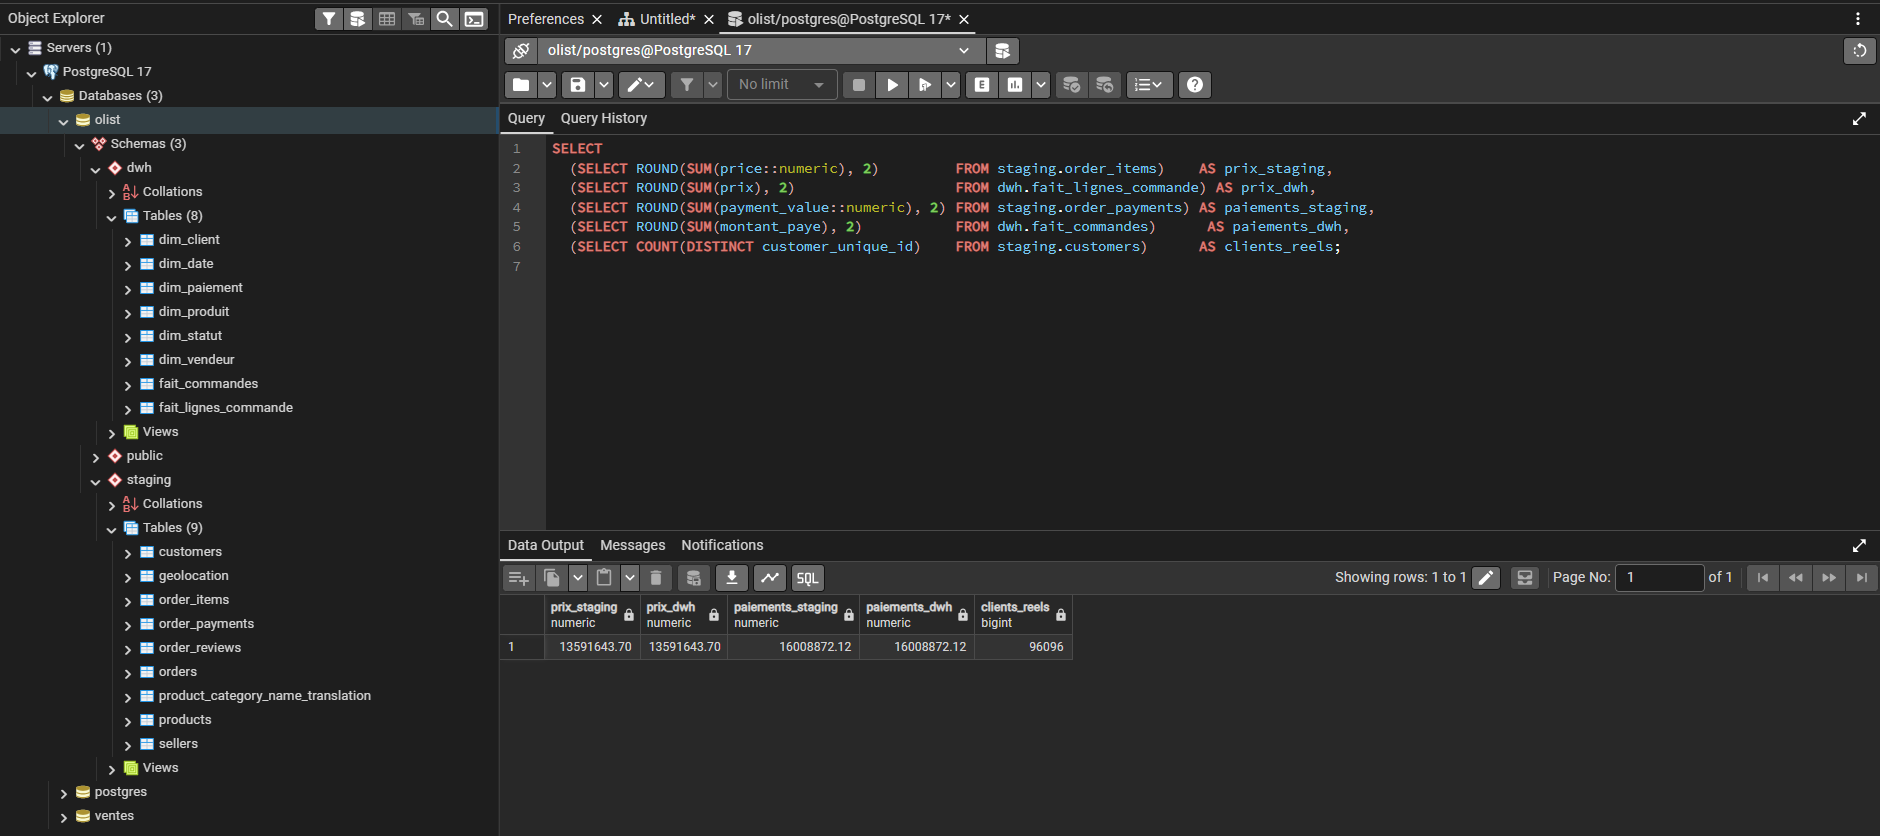 Object Explorer
Servers (1)
PostgreSQL 17
Databases (3)
olist
Schemas (3)
dwh
Collations
Tables (8)
dim_client
dim_date
dim_paiement
dim_produit
dim_statut
dim_vendeur
fait_commandes
fait_lignes_commande
Views
public
staging
Collations
Tables (9)
customers
geolocation
order_items
order_payments
order_reviews
orders
product_category_name_translation
products
sellers
Views
postgres
ventes
Preferences Untitled* olist/postgres@PostgreSQL 17*
olist/postgres@PostgreSQL 17
No limit
Query Query History
1 SELECT
2 (SELECT ROUND(SUM(price::numeric), 2) FROM staging.order_items) AS prix_staging,
3 (SELECT ROUND(SUM(prix), 2) FROM dwh.fait_lignes_commande) AS prix_dwh,
4 (SELECT ROUND(SUM(payment_value::numeric), 2) FROM staging.order_payments) AS paiements_staging,
5 (SELECT ROUND(SUM(montant_paye), 2) FROM dwh.fait_commandes) AS paiements_dwh,
6 (SELECT COUNT(DISTINCT customer_unique_id) FROM staging.customers) AS clients_reels;
7
Data Output Messages Notifications
SQL Showing rows: 1 to 1 Page No: 1 of 1
prix_staging prix_dwh paiements_staging paiements_dwh clients_reels
numeric numeric numeric numeric bigint
1 13591643.70 13591643.70 16008872.12 16008872.12 96096